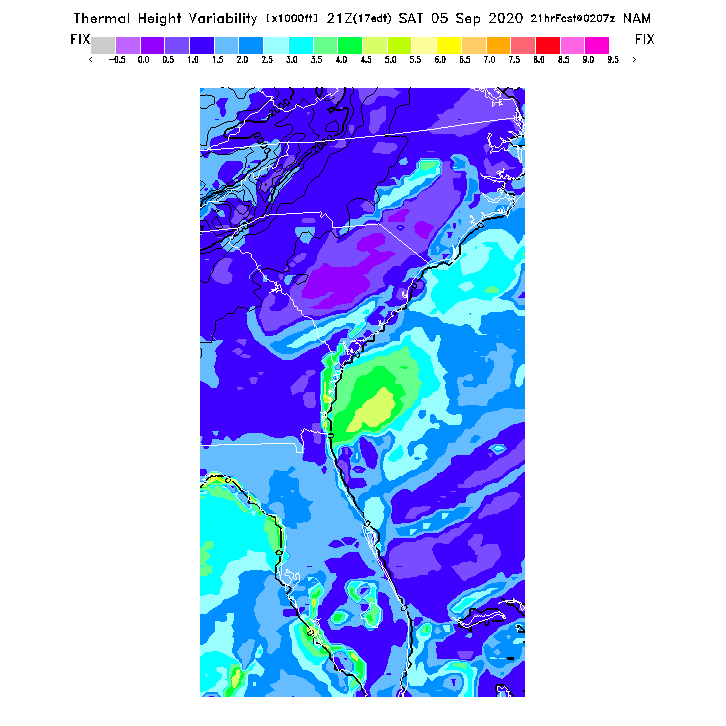 Thermal Height Variability [x1000ft] 21Z(17edt) SAT 05 Sep 2020 21hrFcst@0207z NAM
FIX FIX
< -0.5 0.0 0.5 1.0 1.5 2.0 2.5 3.0 3.5 4.0 4.5 5.0 5.5 6.0 6.5 7.0 7.5 8.0 8.5 9.0 9.5 >